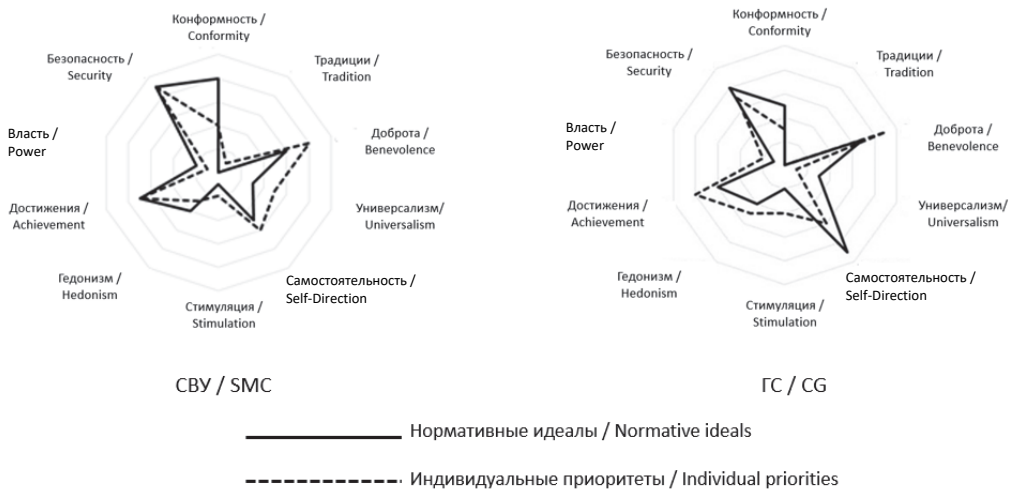 Конформность /
Conformity
Безопасность /
Security
Традиции /
Tradition
Власть /
Power
Доброта /
Benevolence
Достижения /
Achievement
Универсализм/
Universalism
Гедонизм /
Hedonism
Самостоятельность /
Self-Direction
Стимуляция /
Stimulation
СВУ / SMC
Конформность /
Conformity
Безопасность /
Security
Традиции /
Tradition
Власть /
Power
Доброта /
Benevolence
Достижения /
Achievement
Универсализм/
Universalism
Гедонизм /
Hedonism
Самостоятельность /
Self-Direction
Стимуляция /
Stimulation
ГС / CG
Нормативные идеалы / Normative ideals
Индивидуальные приоритеты / Individual priorities